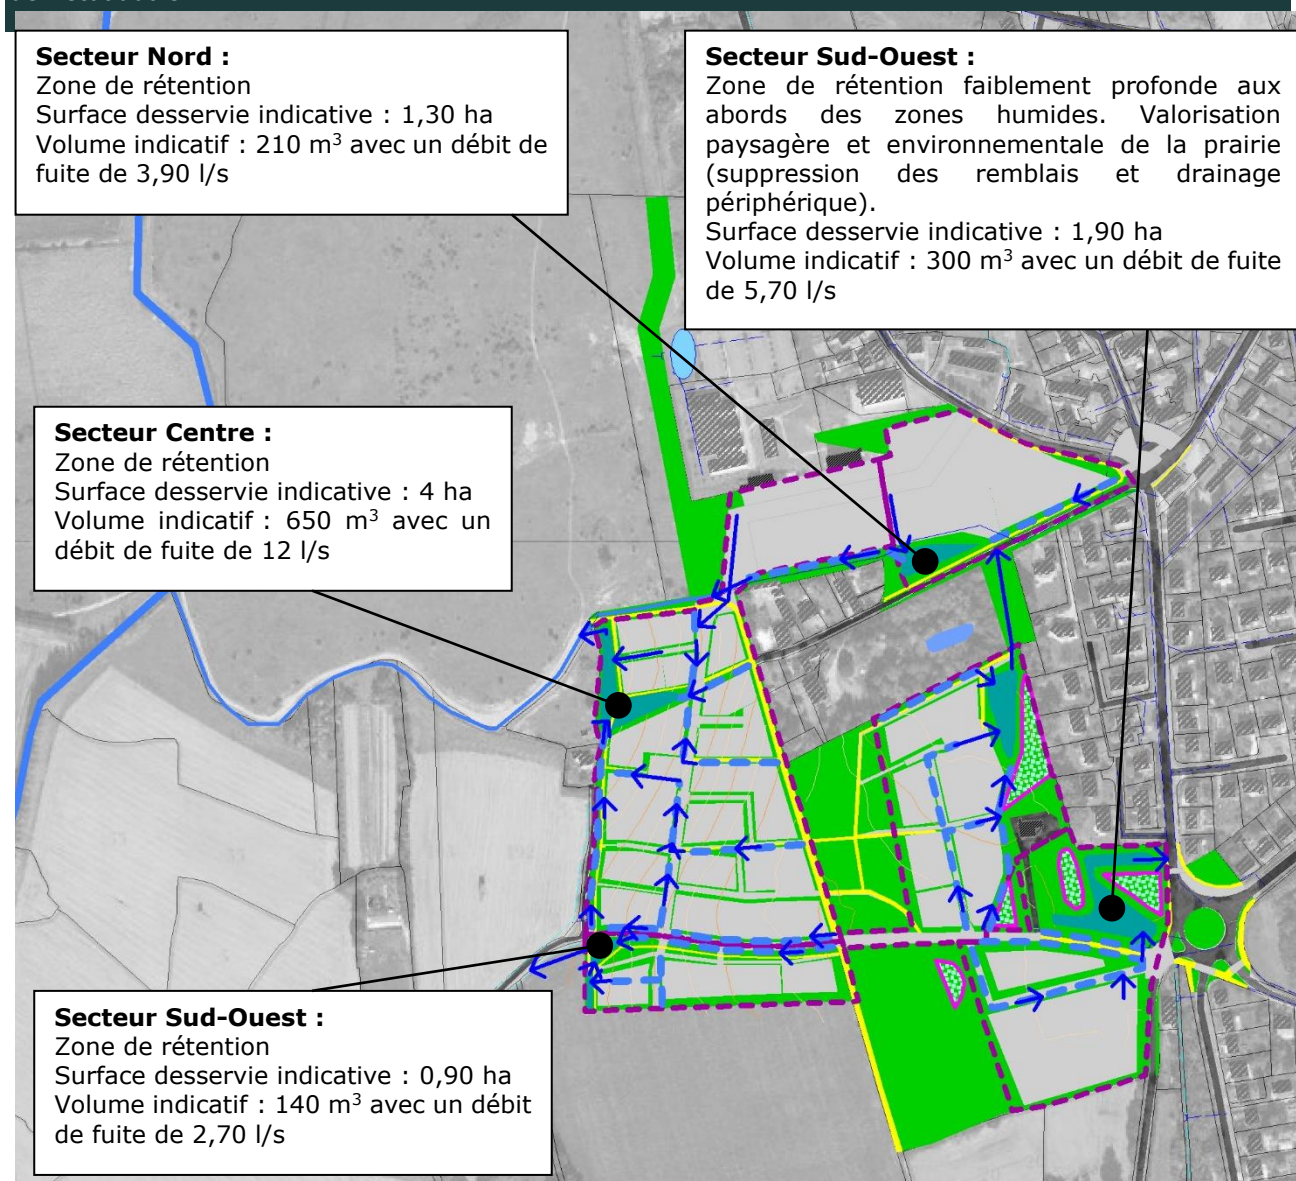 Secteur Nord :
Zone de rétention
Surface desservie indicative : 1,30 ha
Volume indicatif : 210 m³ avec un débit de
fuite de 3,90 l/s
Secteur Sud-Ouest :
Zone de rétention faiblement profonde aux
abords des zones humides. Valorisation
paysagère et environnementale de la prairie
(suppression des remblais et drainage
périphérique).
Surface desservie indicative : 1,90 ha
Volume indicatif : 300 m³ avec un débit de fuite
de 5,70 l/s
Secteur Centre :
Zone de rétention
Surface desservie indicative : 4 ha
Volume indicatif : 650 m³ avec un
débit de fuite de 12 l/s
Secteur Sud-Ouest :
Zone de rétention
Surface desservie indicative : 0,90 ha
Volume indicatif : 140 m³ avec un débit
de fuite de 2,70 l/s